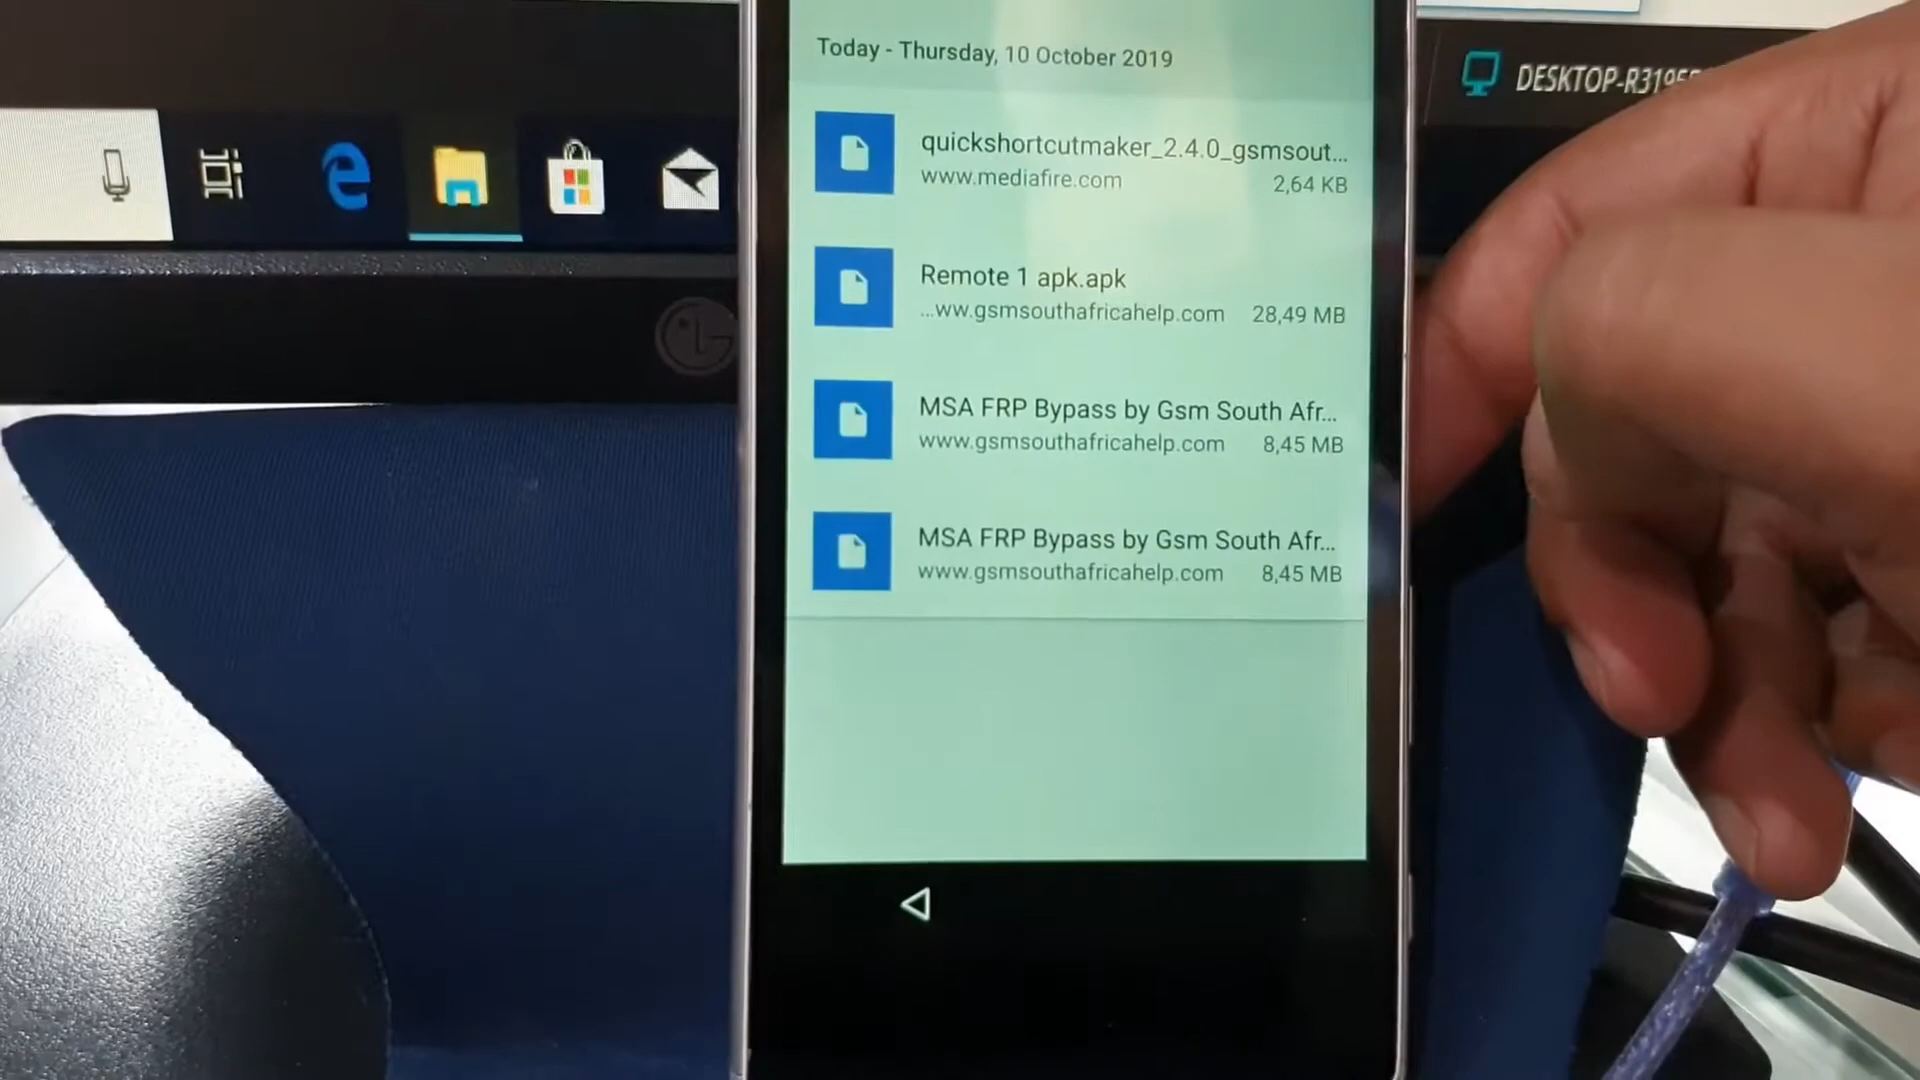 Today - Thursday, 10 October 2019
DESKTOP-R3195
quickshortcutmaker_2.4.0_gsmsout...
www.mediafire.com 2,64 KB
Remote 1 apk.apk
...ww.gsmsouthafricahelp.com 28,49 MB
MSA FRP Bypass by Gsm South Afr...
www.gsmsouthafricahelp.com 8,45 MB
MSA FRP Bypass by Gsm South Afr...
www.gsmsouthafricahelp.com 8,45 MB